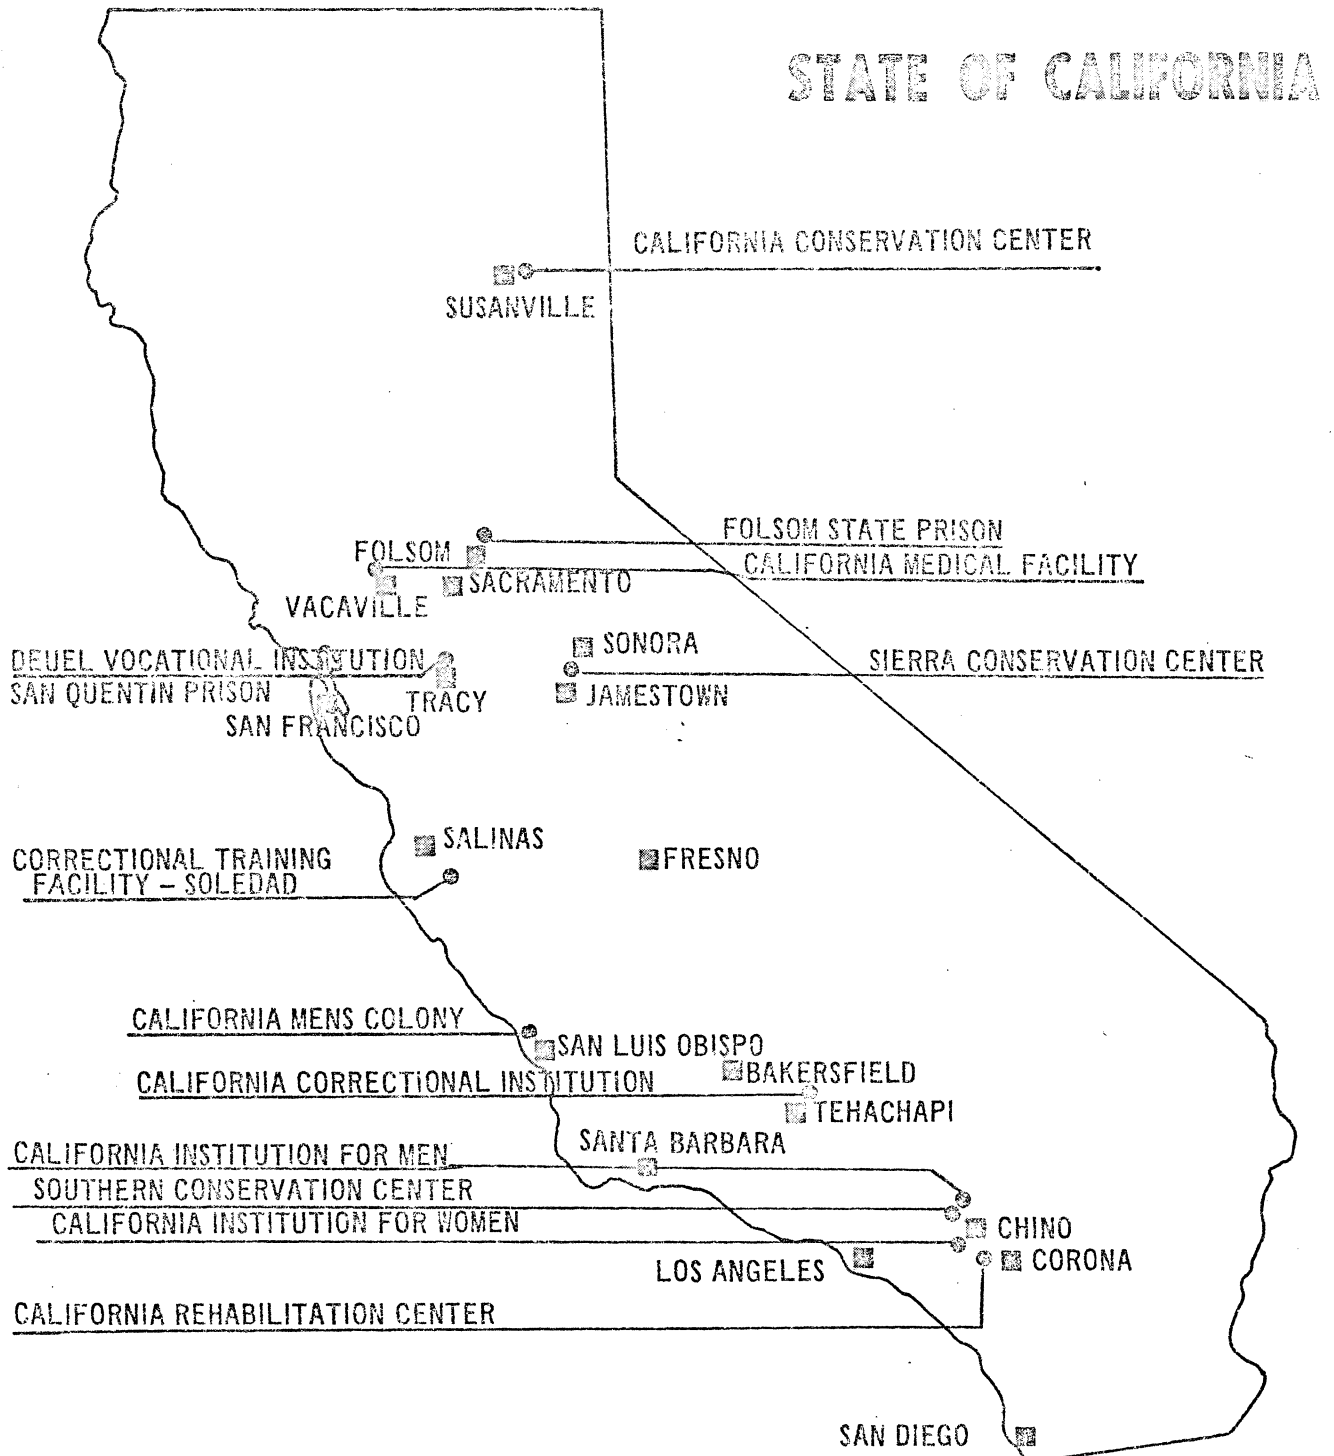 STATE OF CALIFORNIA
CALIFORNIA CONSERVATION CENTER
SUSANVILLE
FOLSOM STATE PRISON
FOLSOM
CALIFORNIA MEDICAL FACILITY
SACRAMENTO
VACAVILLE
SONORA
DEUEL VOCATIONAL INSTITUTION
SIERRA CONSERVATION CENTER
SAN QUENTIN PRISON
TRACY
JAMESTOWN
SAN FRANCISCO
SALINAS
CORRECTIONAL TRAINING
FACILITY - SOLEDAD
FRESNO
CALIFORNIA MENS COLONY
SAN LUIS OBISPO
BAKERSFIELD
CALIFORNIA CORRECTIONAL INSTITUTION
TEHACHAPI
SANTA BARBARA
CALIFORNIA INSTITUTION FOR MEN
SOUTHERN CONSERVATION CENTER
CALIFORNIA INSTITUTION FOR WOMEN
CHINO
LOS ANGELES
CORONA
CALIFORNIA REHABILITATION CENTER
SAN DIEGO